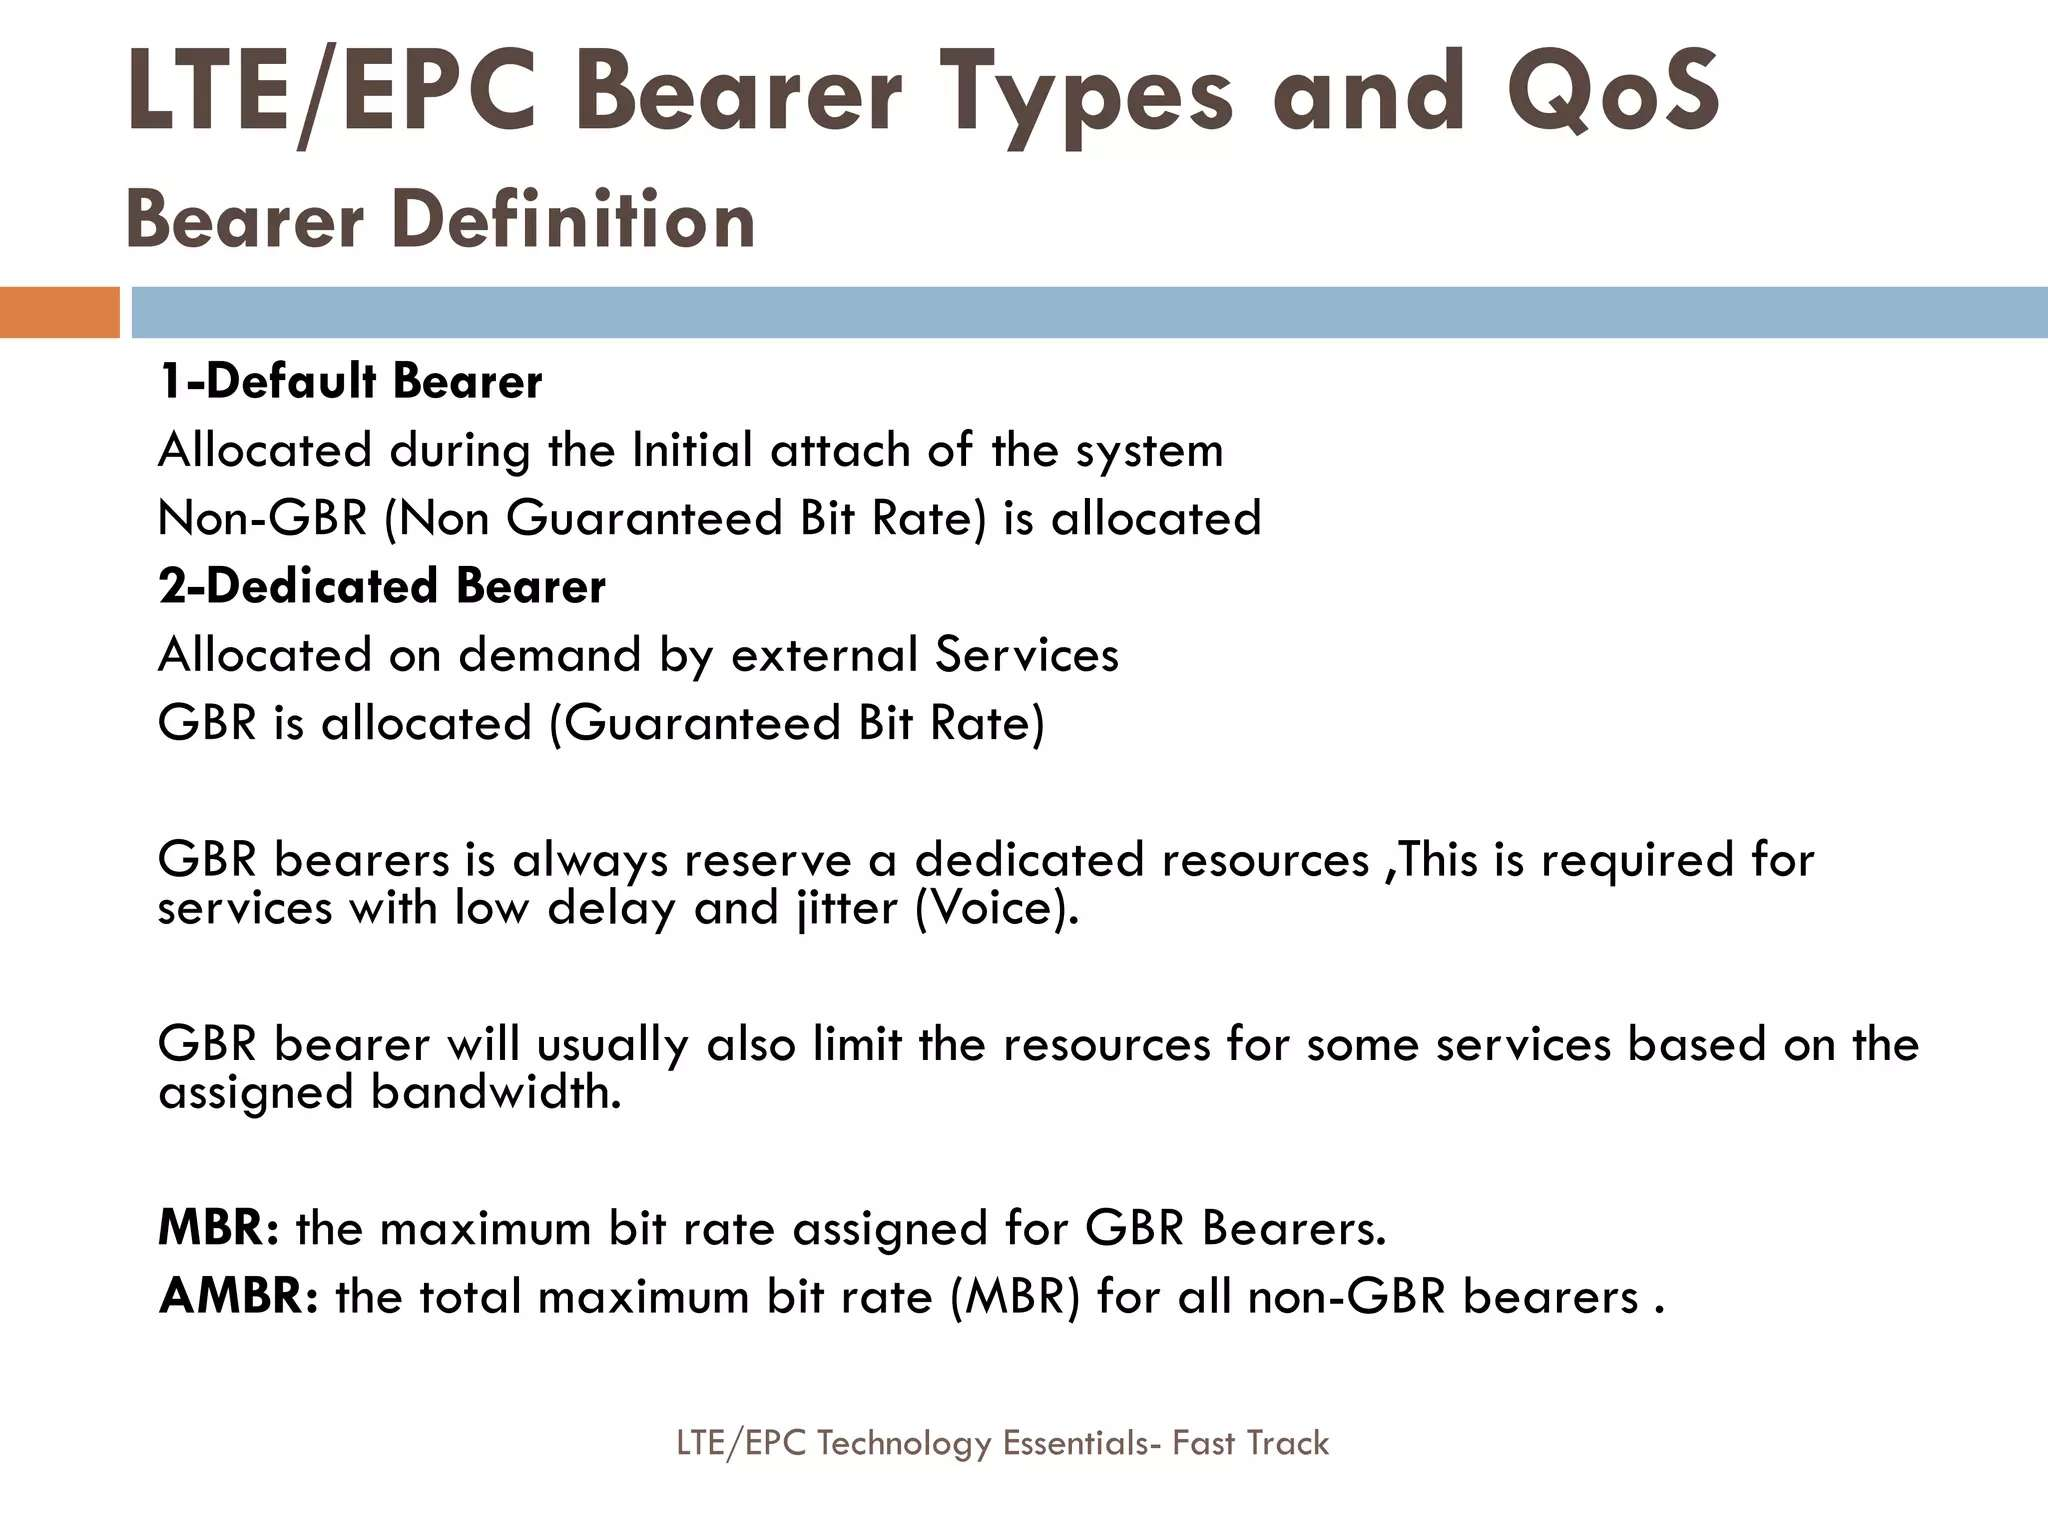 LTE/EPC Bearer Types and QoS
Bearer Definition
1-Default Bearer
Allocated during the Initial attach of the system
Non-GBR (Non Guaranteed Bit Rate) is allocated
2-Dedicated Bearer
Allocated on demand by external Services
GBR is allocated (Guaranteed Bit Rate)
GBR bearers is always reserve a dedicated resources ,This is required for
services with low delay and jitter (Voice).
GBR bearer will usually also limit the resources for some services based on the
assigned bandwidth.
MBR: the maximum bit rate assigned for GBR Bearers.
AMBR: the total maximum bit rate (MBR) for all non-GBR bearers .
LTE/EPC Technology Essentials- Fast Track